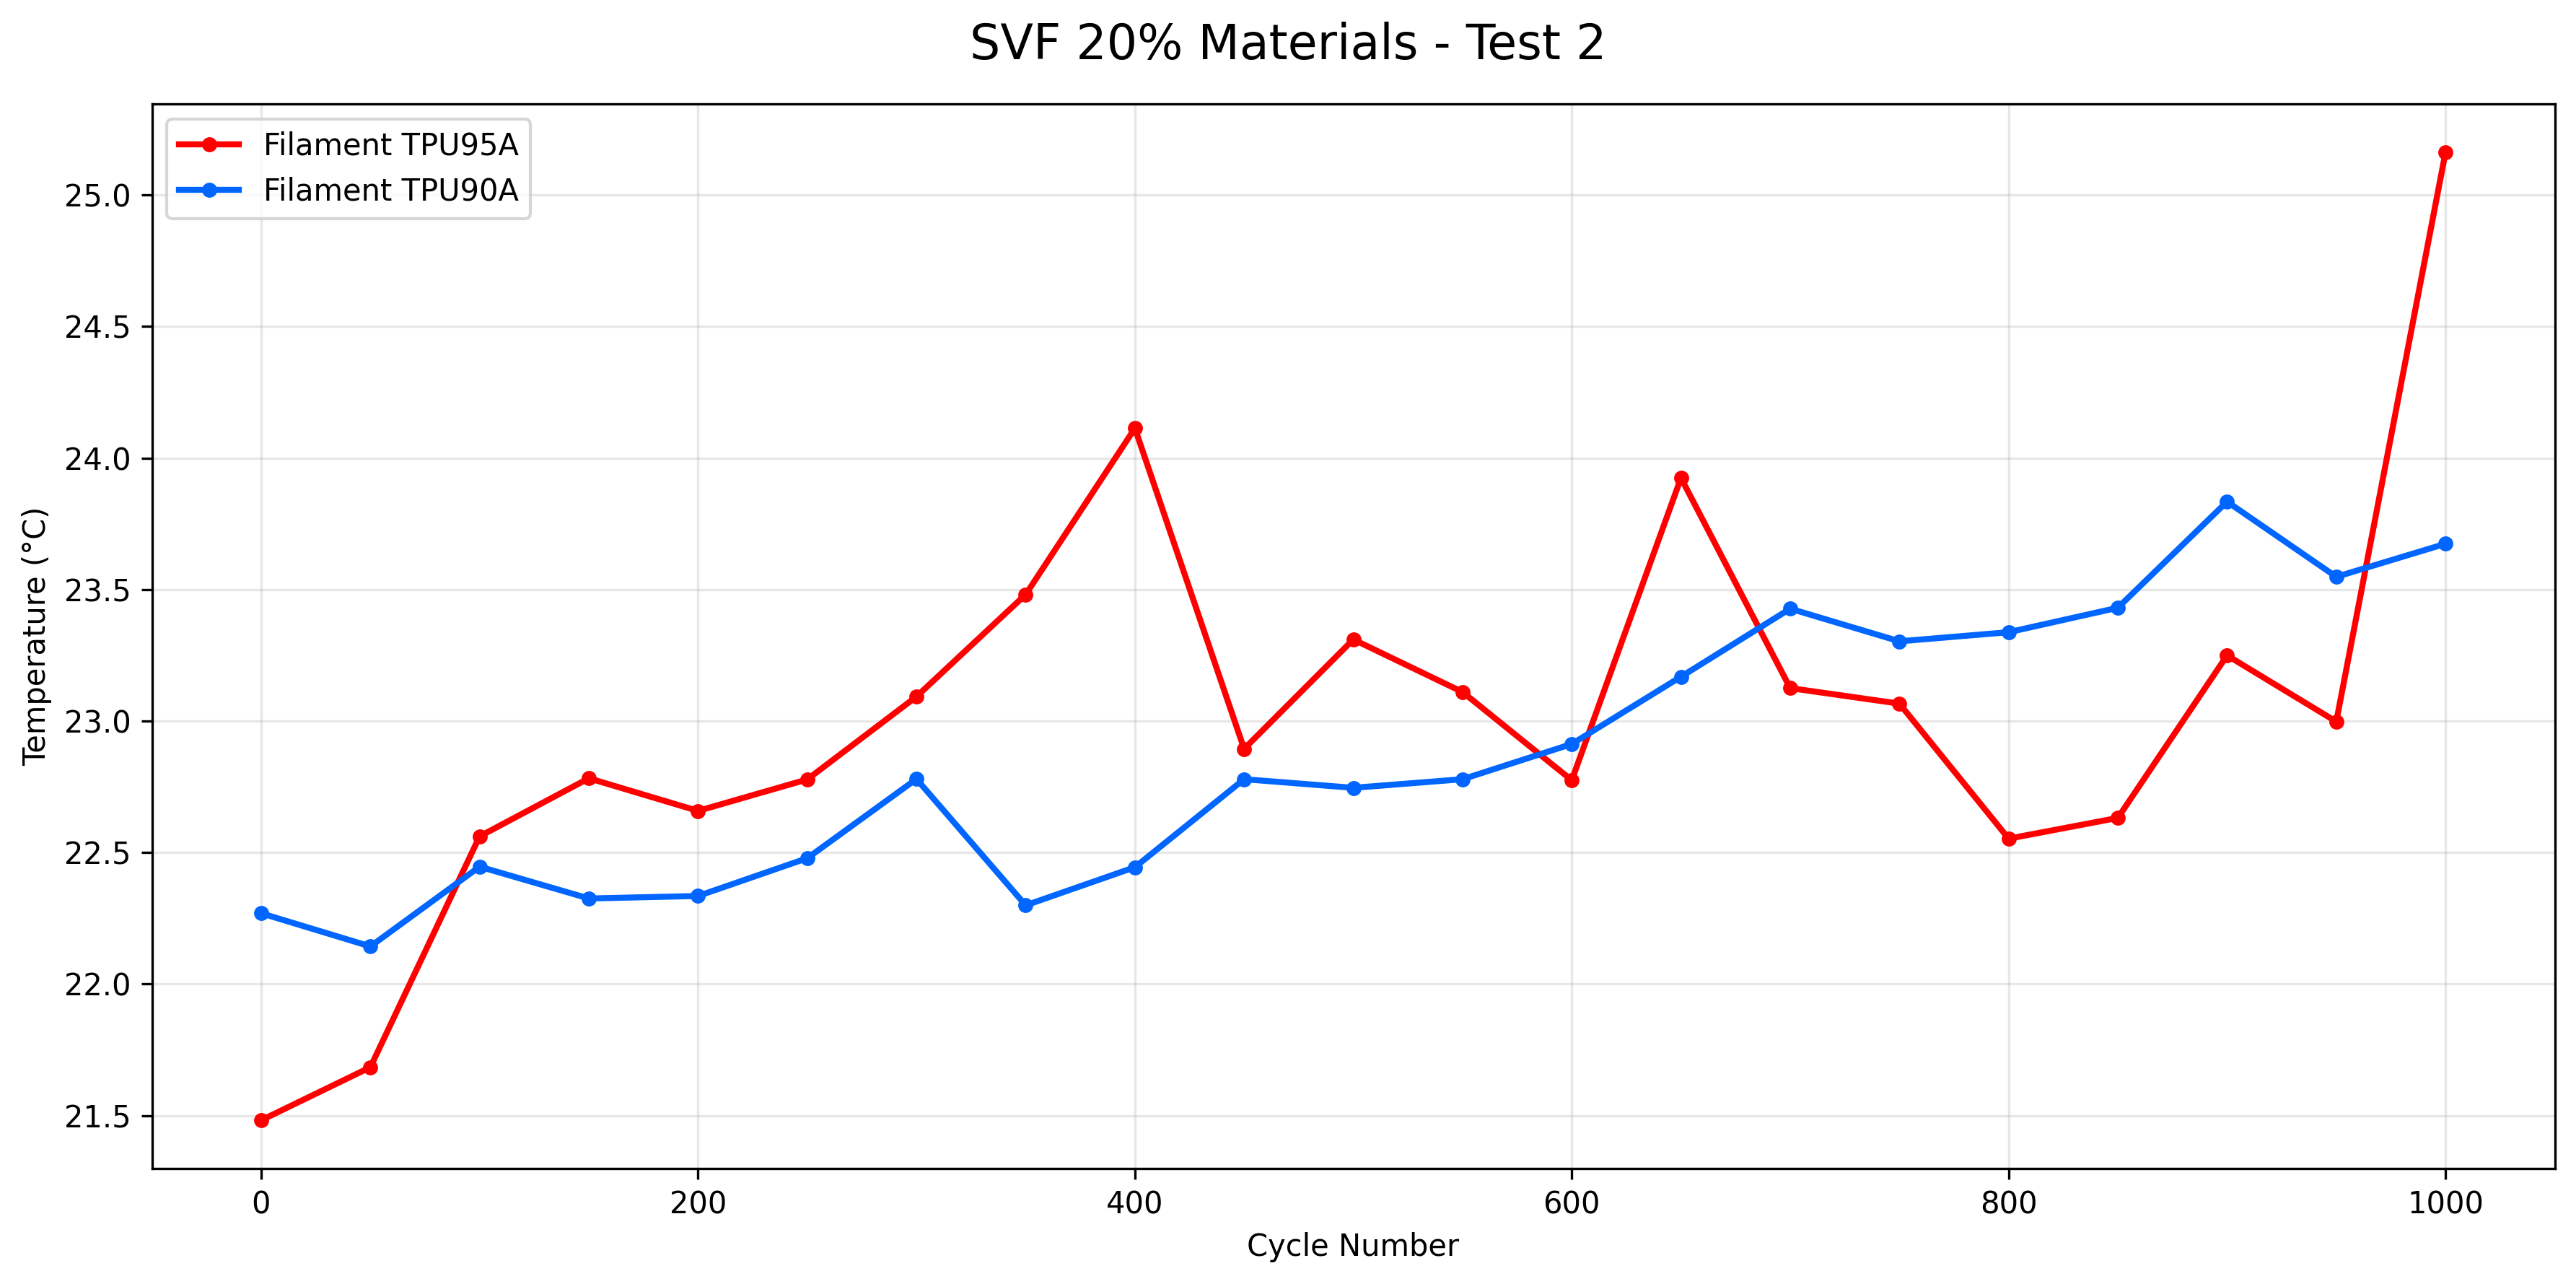 SVF 20% Materials - Test 2
Filament TPU95A
Filament TPU90A
Temperature (°C)
25.0
24.5
24.0
23.5
23.0
22.5
22.0
21.5
0
200
400
600
800
1000
Cycle Number